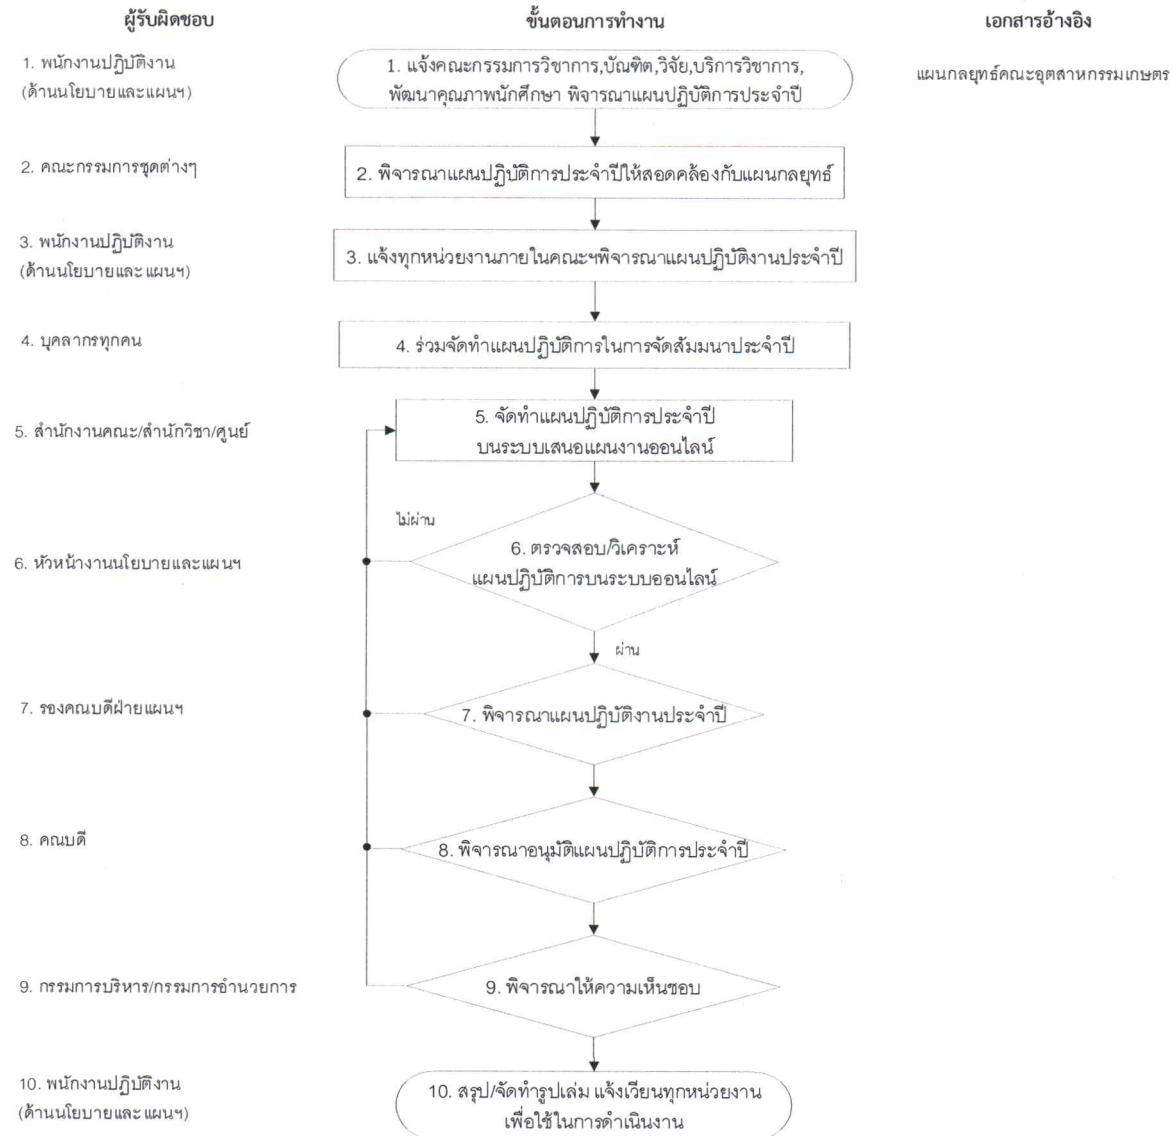 ผู้รับผิดชอบ
ขั้นตอนการทำงาน
เอกสารอ้างอิง
1. พนักงานปฏิบัติงาน
(ด้านนโยบายและแผนฯ)
1. แจ้งคณะกรรมการวิชาการ,บัณฑิต,วิจัย,บริการวิชาการ,
พัฒนาคุณภาพนักศึกษา พิจารณาแผนปฏิบัติการประจำปี
แผนกลยุทธ์คณะอุตสาหกรรมเกษตร
2. คณะกรรมการชุดต่างๆ
2. พิจารณาแผนปฏิบัติการประจำปีให้สอดคล้องกับแผนกลยุทธ์
3. พนักงานปฏิบัติงาน
(ด้านนโยบายและแผนฯ)
3. แจ้งทุกหน่วยงานภายในคณะฯพิจารณาแผนปฏิบัติงานประจำปี
4. บุคลากรทุกคน
4. ร่วมจัดทำแผนปฏิบัติการในการจัดสัมมนาประจำปี
5. สำนักงานคณะ/สำนักวิชา/ศูนย์
5. จัดทำแผนปฏิบัติการประจำปี
บนระบบเสนอแผนงานออนไลน์
ไม่ผ่าน
6. หัวหน้างานนโยบายและแผนฯ
6. ตรวจสอบ/วิเคราะห์
แผนปฏิบัติการบนระบบออนไลน์
ผ่าน
7. รองคณบดีฝ่ายแผนฯ
7. พิจารณาแผนปฏิบัติงานประจำปี
8. คณบดี
8. พิจารณาอนุมัติแผนปฏิบัติการประจำปี
9. กรรมการบริหาร/กรรมการอำนวยการ
9. พิจารณาให้ความเห็นชอบ
10. พนักงานปฏิบัติงาน
(ด้านนโยบายและแผนฯ)
10. สรุป/จัดทำรูปเล่ม แจ้งเวียนทุกหน่วยงาน
เพื่อใช้ในการดำเนินงาน